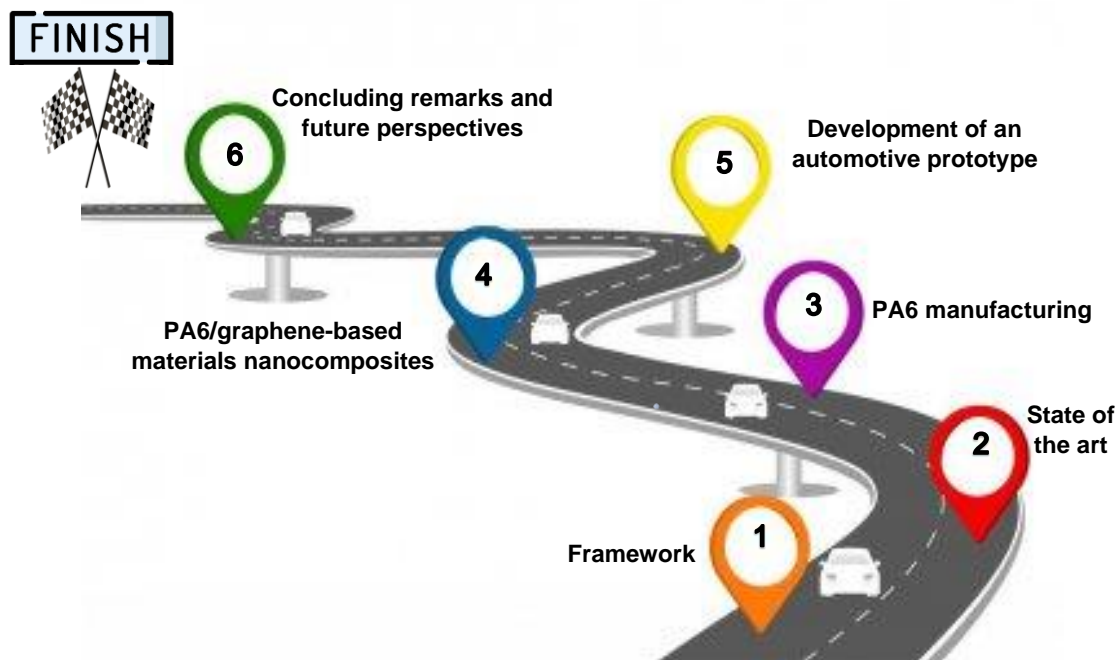 FINISH
Concluding remarks and
future perspectives
6
Development of an
automotive prototype
5
4
PA6/graphene-based
materials nanocomposites
3
PA6 manufacturing
2
State of
the art
1
Framework